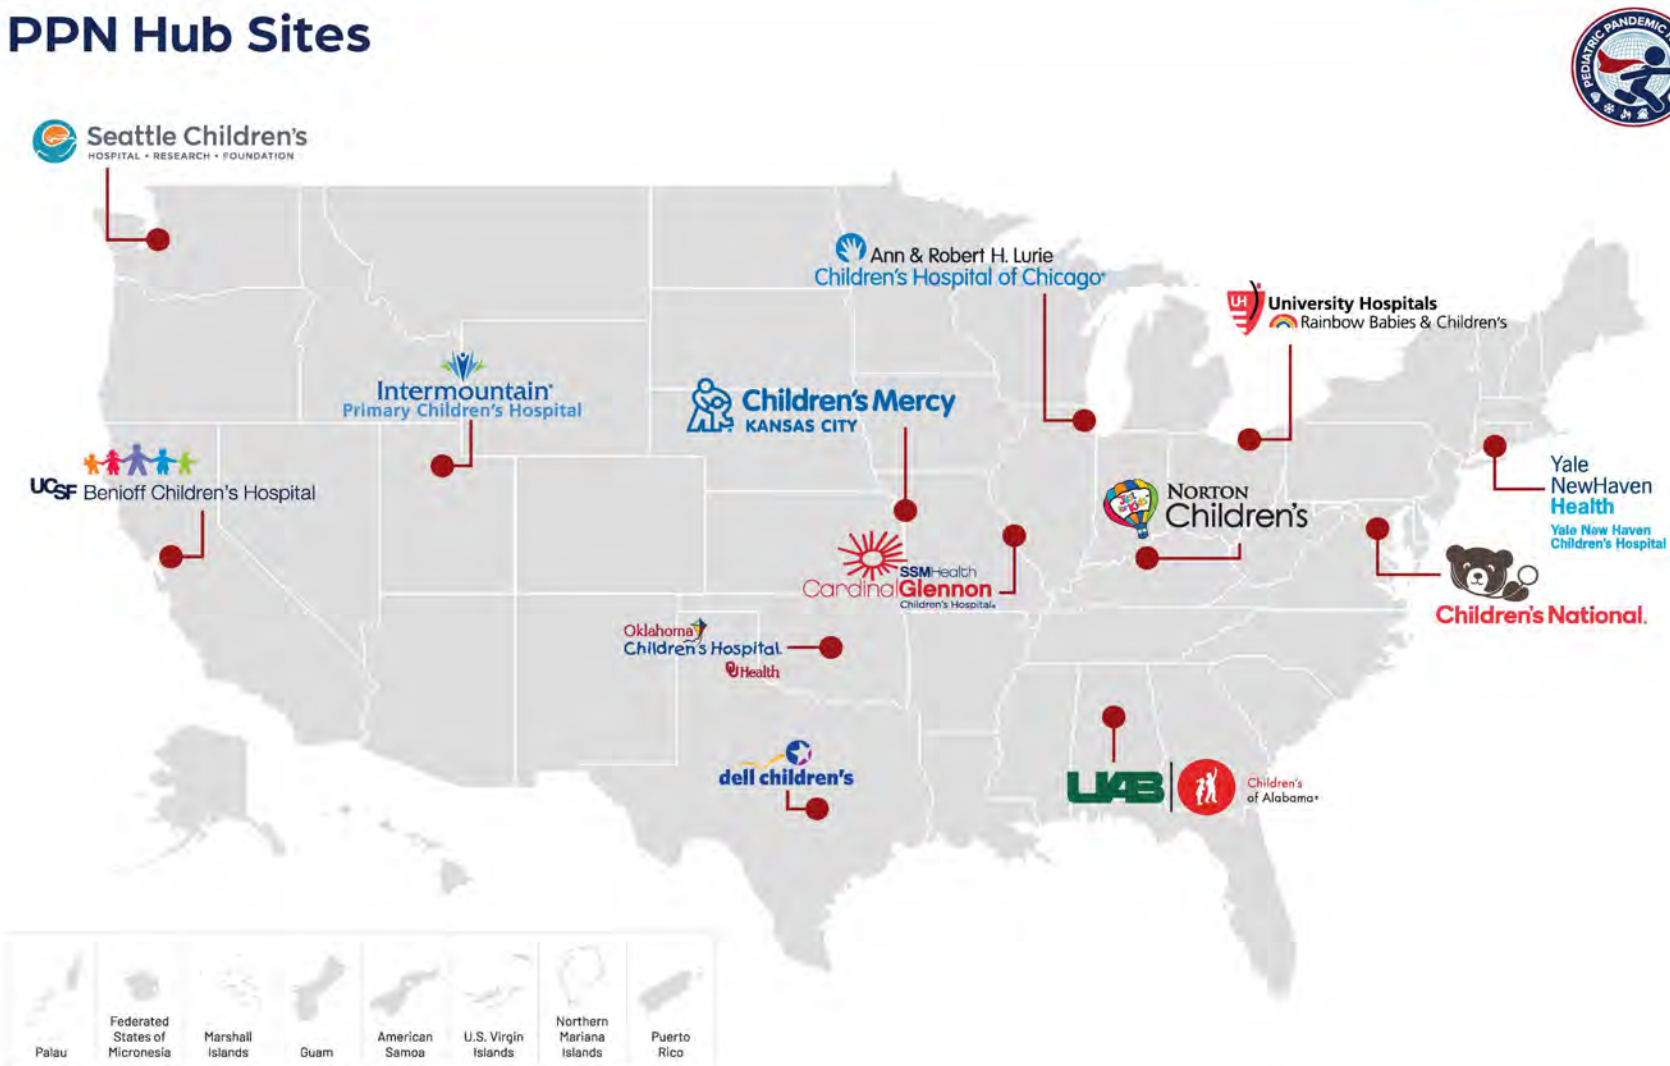 PPN Hub Sites
PEDIATRIC PANDEMIC
Seattle Children's
HOSPITAL • RESEARCH • FOUNDATION
Ann & Robert H. Lurie
Children's Hospital of Chicago®
UH
University Hospitals
Rainbow Babies & Children's
Intermountain®
Primary Children's Hospital
Children's Mercy
KANSAS CITY
UCSF Benioff Children's Hospital
NORTON
Children's
Yale
NewHaven
Health
Yale New Haven
Children's Hospital
SSMHealth
CardinalGlennon
Children's Hospital®
Children's National.
Oklahoma
Children's Hospital
OU Health
dell children's
UAB
Children's
of Alabama®
Palau
Federated
States of
Micronesia
Marshall
Islands
Guam
American
Samoa
U.S. Virgin
Islands
Northern
Mariana
Islands
Puerto
Rico